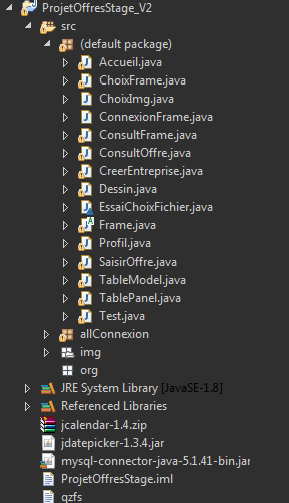 ProjetOffresStage_V2
src
(default package)
Accueil.java
ChoixFrame.java
ChoixImg.java
ConnexionFrame.java
ConsultFrame.java
ConsultOffre.java
CreerEntreprise.java
Dessin.java
EssaiChoixFichier.java
Frame.java
Profil.java
SaisirOffre.java
TableModel.java
TablePanel.java
Test.java
allConnexion
img
org
JRE System Library [JavaSE-1.8]
Referenced Libraries
jcalendar-1.4.zip
jdatepicker-1.3.4.jar
mysql-connector-java-5.1.41-bin.jar
ProjetOffresStage.iml
qzfs